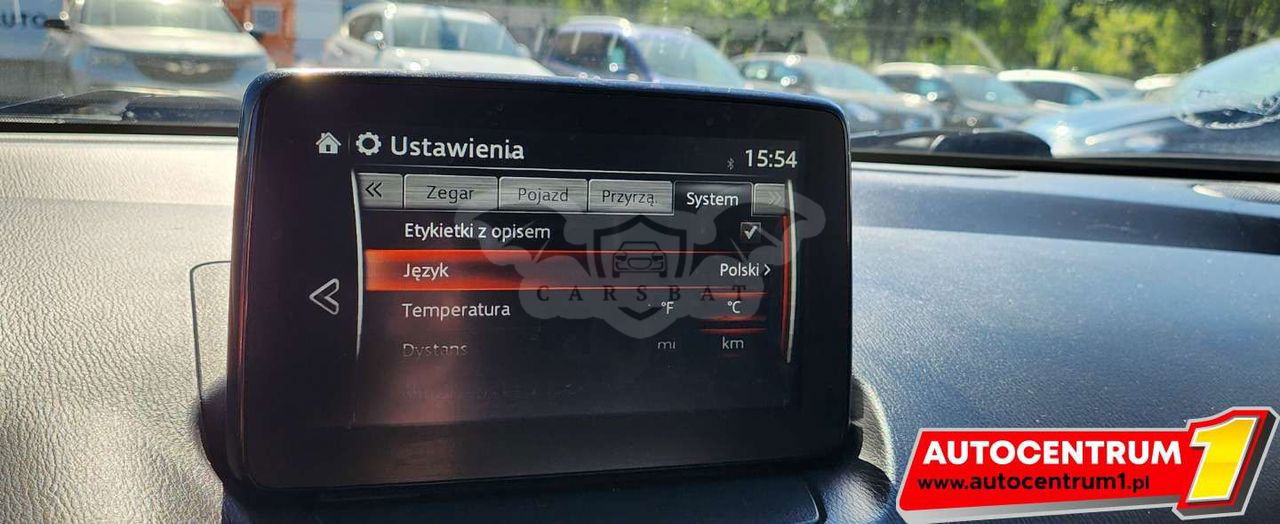 Ustawienia
15:54
« Zegar Pojazd Przyrzą. System »
Etykietki z opisem
Język Polski >
Temperatura °F °C
Dystans mi km
CARSBAT
AUTOCENTRUM 1
www.autocentrum1.pl